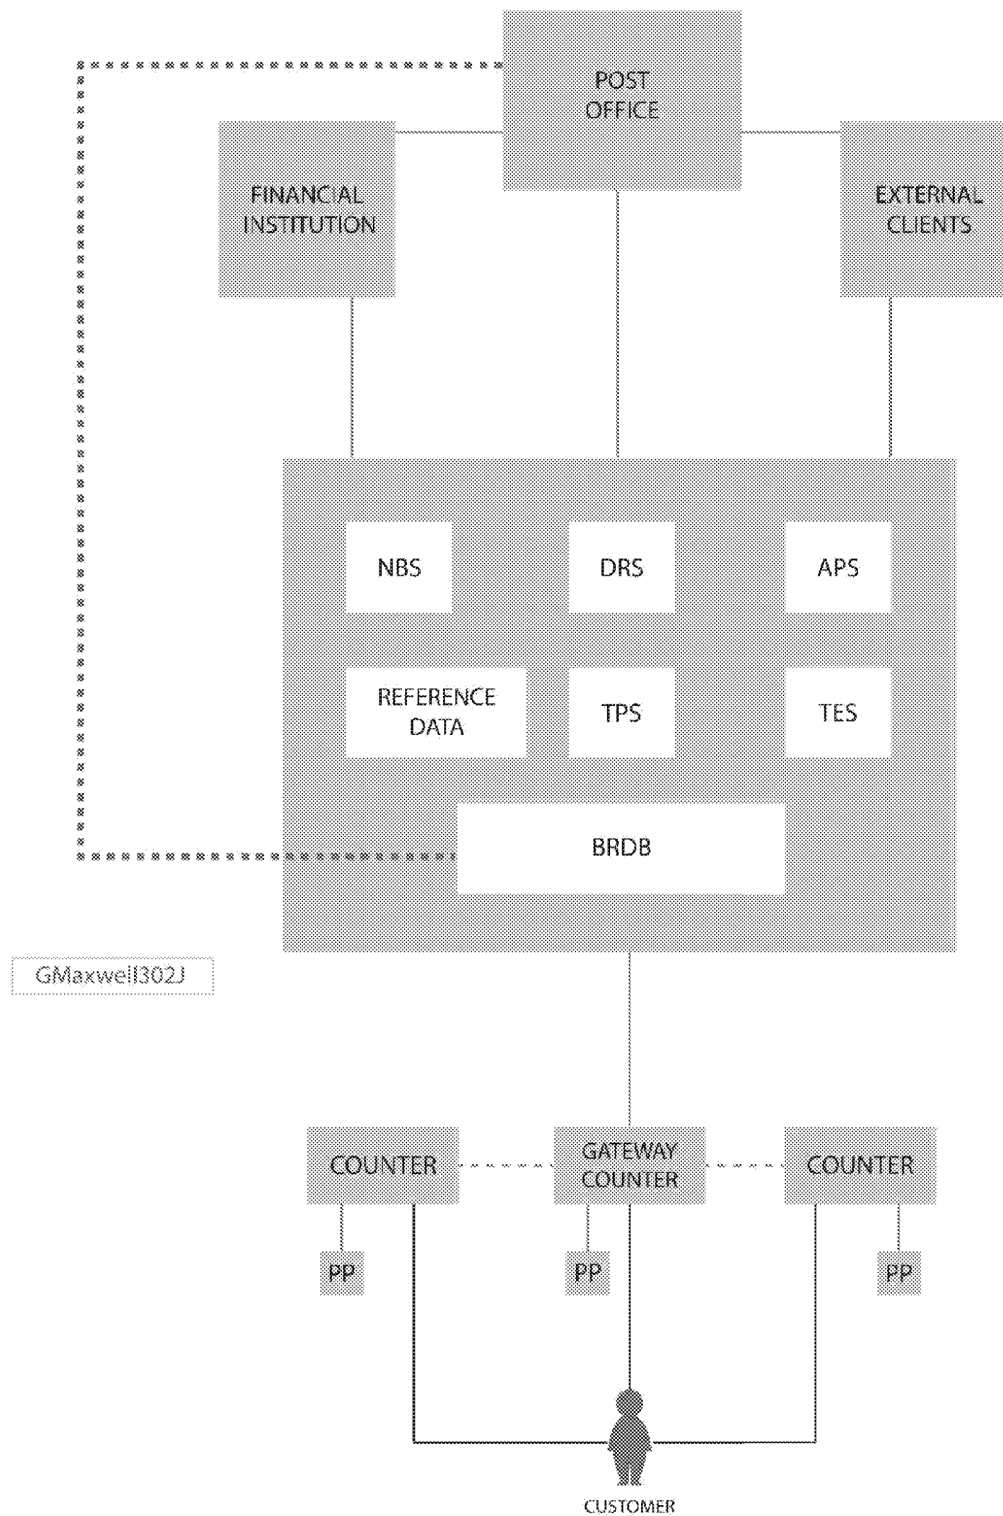 POST
OFFICE
FINANCIAL
INSTITUTION
EXTERNAL
CLIENTS
NBS
DRS
APS
REFERENCE
DATA
TPS
TES
BRDB
GMaxwell302J
COUNTER
GATEWAY
COUNTER
COUNTER
PP
PP
PP
CUSTOMER